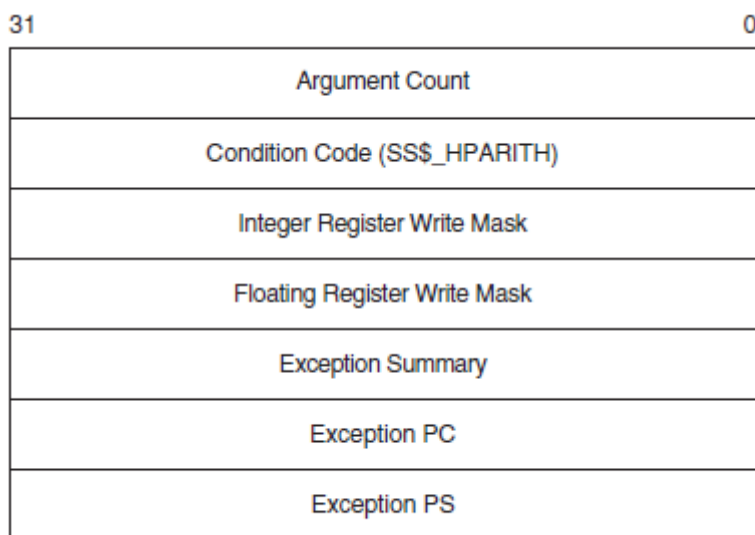 31 0
Argument Count
Condition Code (SS$_HPARITH)
Integer Register Write Mask
Floating Register Write Mask
Exception Summary
Exception PC
Exception PS